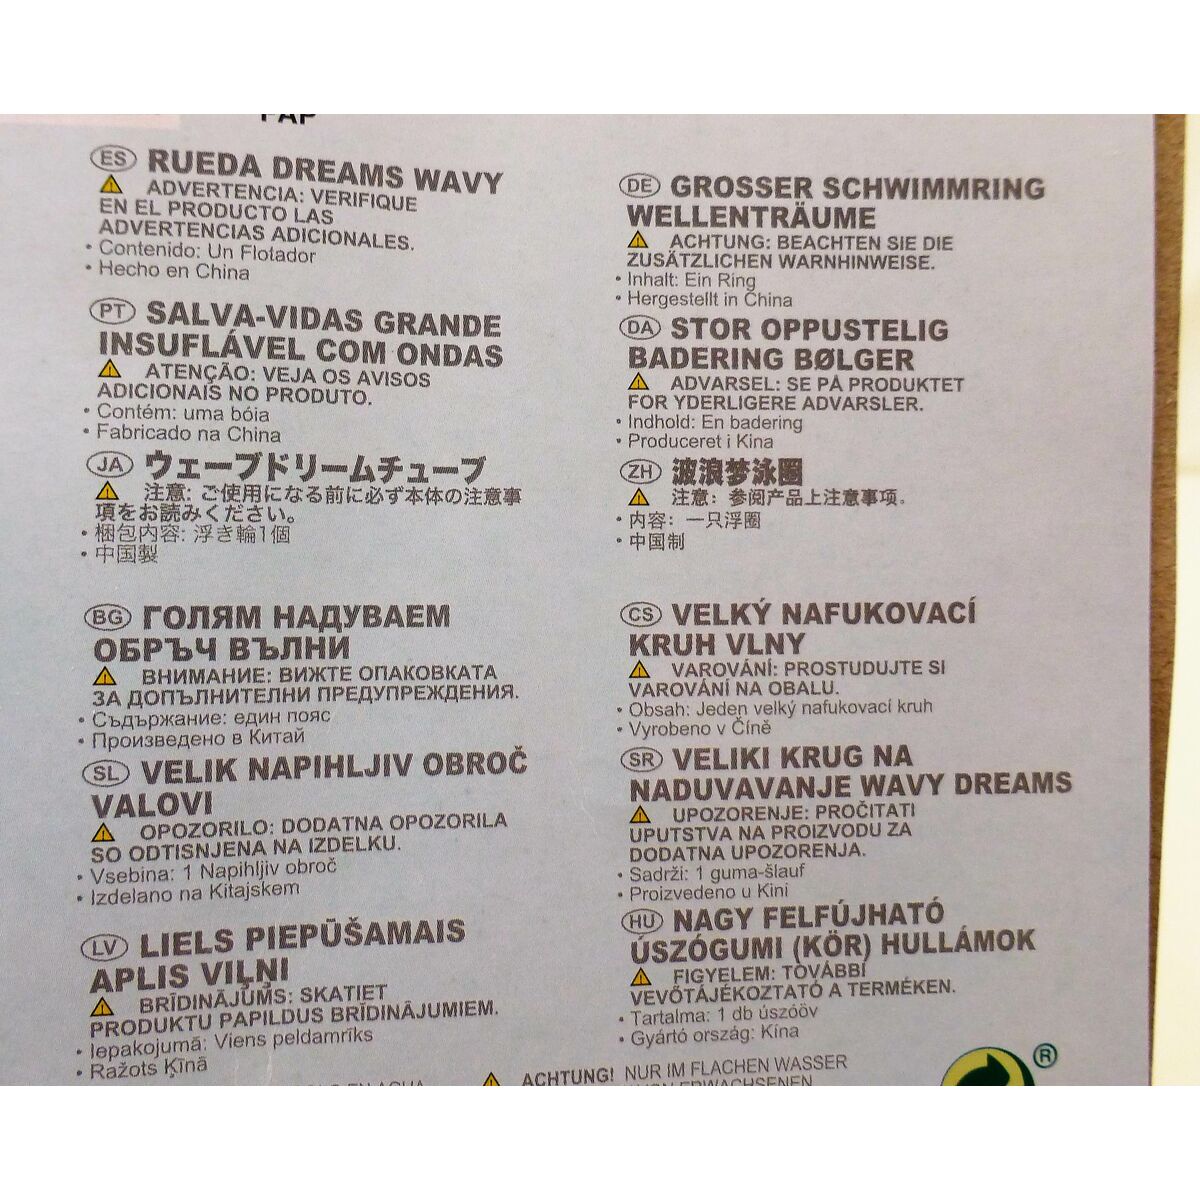 PAP
ES RUEDA DREAMS WAVY
ADVERTENCIA: VERIFIQUE
EN EL PRODUCTO LAS
ADVERTENCIAS ADICIONALES.
• Contenido: Un Flotador
• Hecho en China
PT SALVA-VIDAS GRANDE
INSUFLÁVEL COM ONDAS
ATENÇÃO: VEJA OS AVISOS
ADICIONAIS NO PRODUTO.
• Contém: uma bóia
• Fabricado na China
JA ウェーブドリームチューブ
注意: ご使用になる前に必ず本体の注意事
項をお読みください。
• 梱包内容: 浮き輪1個
• 中国製
BG ГОЛЯМ НАДУВАЕМ
ОБРЪЧ ВЪЛНИ
ВНИМАНИЕ: ВИЖТЕ ОПАКОВКАТА
ЗА ДОПЪЛНИТЕЛНИ ПРЕДУПРЕЖДЕНИЯ.
• Съдържание: един пояс
• Произведено в Китай
SL VELIK NAPIHLJIV OBROČ
VALOVI
OPOZORILO: DODATNA OPOZORILA
SO ODTISNJENA NA IZDELKU.
• Vsebina: 1 Napihljiv obroč
• Izdelano na Kitajskem
LV LIELS PIEPŪŠAMAIS
APLIS VIĻŅI
BRĪDINĀJUMS: SKATIET
PRODUKTU PAPILDUS BRĪDINĀJUMIEM.
• Iepakojumā: Viens peldamrīks
• Ražots Ķīnā
DE GROSSER SCHWIMMRING
WELLENTRÄUME
ACHTUNG: BEACHTEN SIE DIE
ZUSÄTZLICHEN WARNHINWEISE.
• Inhalt: Ein Ring
• Hergestellt in China
DA STOR OPPUSTELIG
BADERING BØLGER
ADVARSEL: SE PÅ PRODUKTET
FOR YDERLIGERE ADVARSLER.
• Indhold: En badering
• Produceret i Kina
ZH 波浪梦泳圈
注意: 参阅产品上注意事项。
• 内容: 一只浮圈
• 中国制
CS VELKÝ NAFUKOVACÍ
KRUH VLNY
VAROVÁNÍ: PROSTUDUJTE SI
VAROVÁNÍ NA OBALU.
• Obsah: Jeden velký nafukovací kruh
• Vyrobeno v Číně
SR VELIKI KRUG NA
NADUVAVANJE WAVY DREAMS
UPOZORENJE: PROČITATI
UPUTSTVA NA PROIZVODU ZA
DODATNA UPOZORENJA.
• Sadrži: 1 guma-šlauf
• Proizvedeno u Kini
HU NAGY FELFÚJHATÓ
ÚSZÓGUMI (KÖR) HULLÁMOK
FIGYELEM: TOVÁBBI
VEVŐTÁJÉKOZTATÓ A TERMÉKEN.
• Tartalma: 1 db úszóöv
• Gyártó ország: Kína
EN AGUA
ACHTUNG! NUR IM FLACHEN WASSER
VON ERWACHSENEN
®